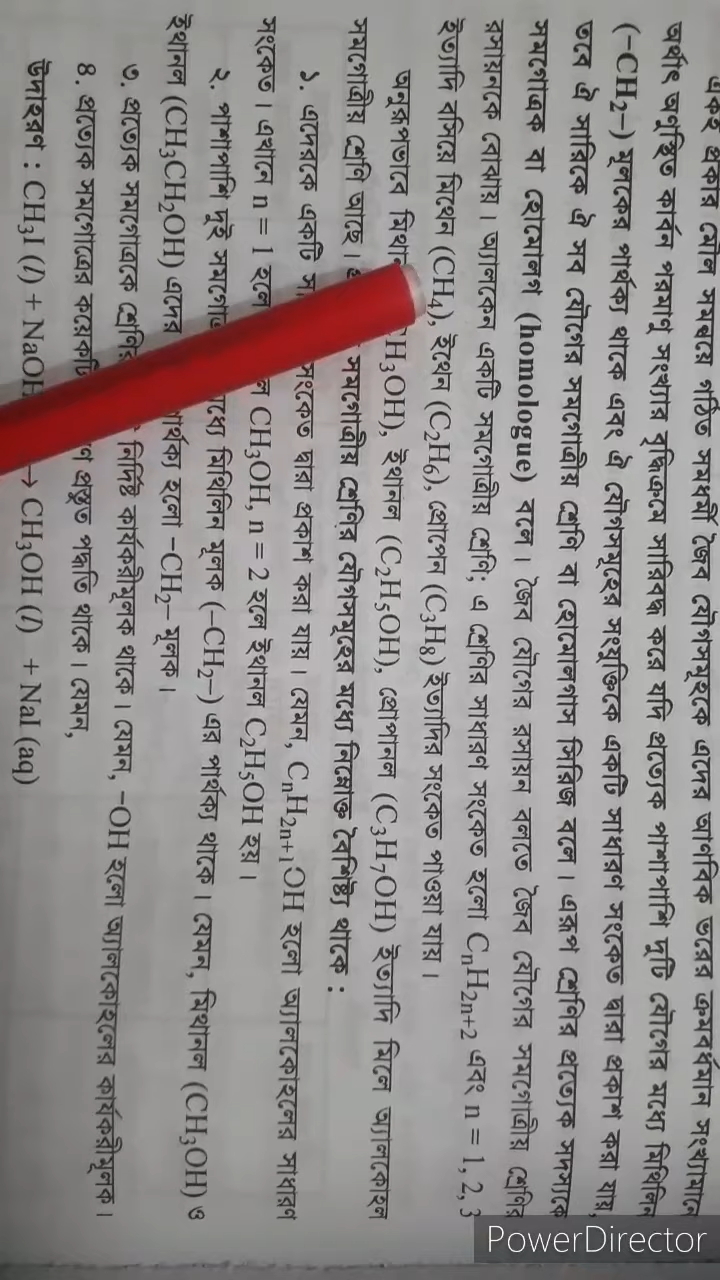 একই প্রকার মৌল সমন্বয়ে গঠিত সমধর্মী জৈব যৌগসমূহকে এদের আণবিক ভরের ক্রমবর্ধমান সংখ্যামানে
অর্থাৎ অণুস্থিত কার্বন পরমাণু সংখ্যার বৃদ্ধিক্রমে সারিবদ্ধ করে যদি প্রত্যেক পাশাপাশি দুটি যৌগের মধ্যে মিথিলিন
(−CH₂−) মূলকের পার্থক্য থাকে এবং ঐ যৌগসমূহের সংযুক্তিকে একটি সাধারণ সংকেত দ্বারা প্রকাশ করা যায়,
তবে ঐ সারিকে ঐ সব যৌগের সমগোত্রীয় শ্রেণি বা হোমোলগাস সিরিজ বলে। এরূপ শ্রেণির প্রত্যেক সদস্যকে
সমগোত্রক বা হোমোলগ (homologue) বলে। জৈব যৌগের রসায়ন বলতে জৈব যৌগের সমগোত্রীয় শ্রেণির
রসায়নকে বোঝায়। অ্যালকেন একটি সমগোত্রীয় শ্রেণি; এ শ্রেণির সাধারণ সংকেত হলো CₙH₂ₙ₊₂ এবং n = 1, 2, 3
ইত্যাদি বসিয়ে মিথেন (CH₄), ইথেন (C₂H₆), প্রোপেন (C₃H₈) ইত্যাদির সংকেত পাওয়া যায়।
অনুরূপভাবে CH₃OH), ইথানল (C₂H₅OH), প্রোপানল (C₃H₇OH) ইত্যাদি মিলে অ্যালকোহল
সমগোত্রীয় শ্রেণি আছে। সমগোত্রীয় শ্রেণির যৌগসমূহের মধ্যে নিম্নোক্ত বৈশিষ্ট্য থাকে :
১. এদেরকে একটি সংকেত দ্বারা প্রকাশ করা যায়। যেমন, CₙH₂ₙ₊₁OH হলো অ্যালকোহলের সাধারণ
সংকেত। এখানে n = 1 হলে CH₃OH, n = 2 হলে ইথানল C₂H₅OH হয়।
২. পাশাপাশি দুই মিথিলিন মূলক (−CH₂−) এর পার্থক্য থাকে। যেমন, মিথানল (CH₃OH) ও
ইথানল (CH₃CH₂OH) এদের হলো −CH₂− মূলক।
৩. প্রত্যেক সমগোত্রকে শ্রেণির নির্দিষ্ট কার্যকরীমূলক থাকে। যেমন, −OH হলো অ্যালকোহলের কার্যকরীমূলক।
৪. প্রত্যেক সমগোত্রের কয়েকটি প্রস্তুত পদ্ধতি থাকে। যেমন,
উদাহরণ : CH₃I (l) + NaOH → CH₃OH (l) + NaI (aq)
PowerDirector